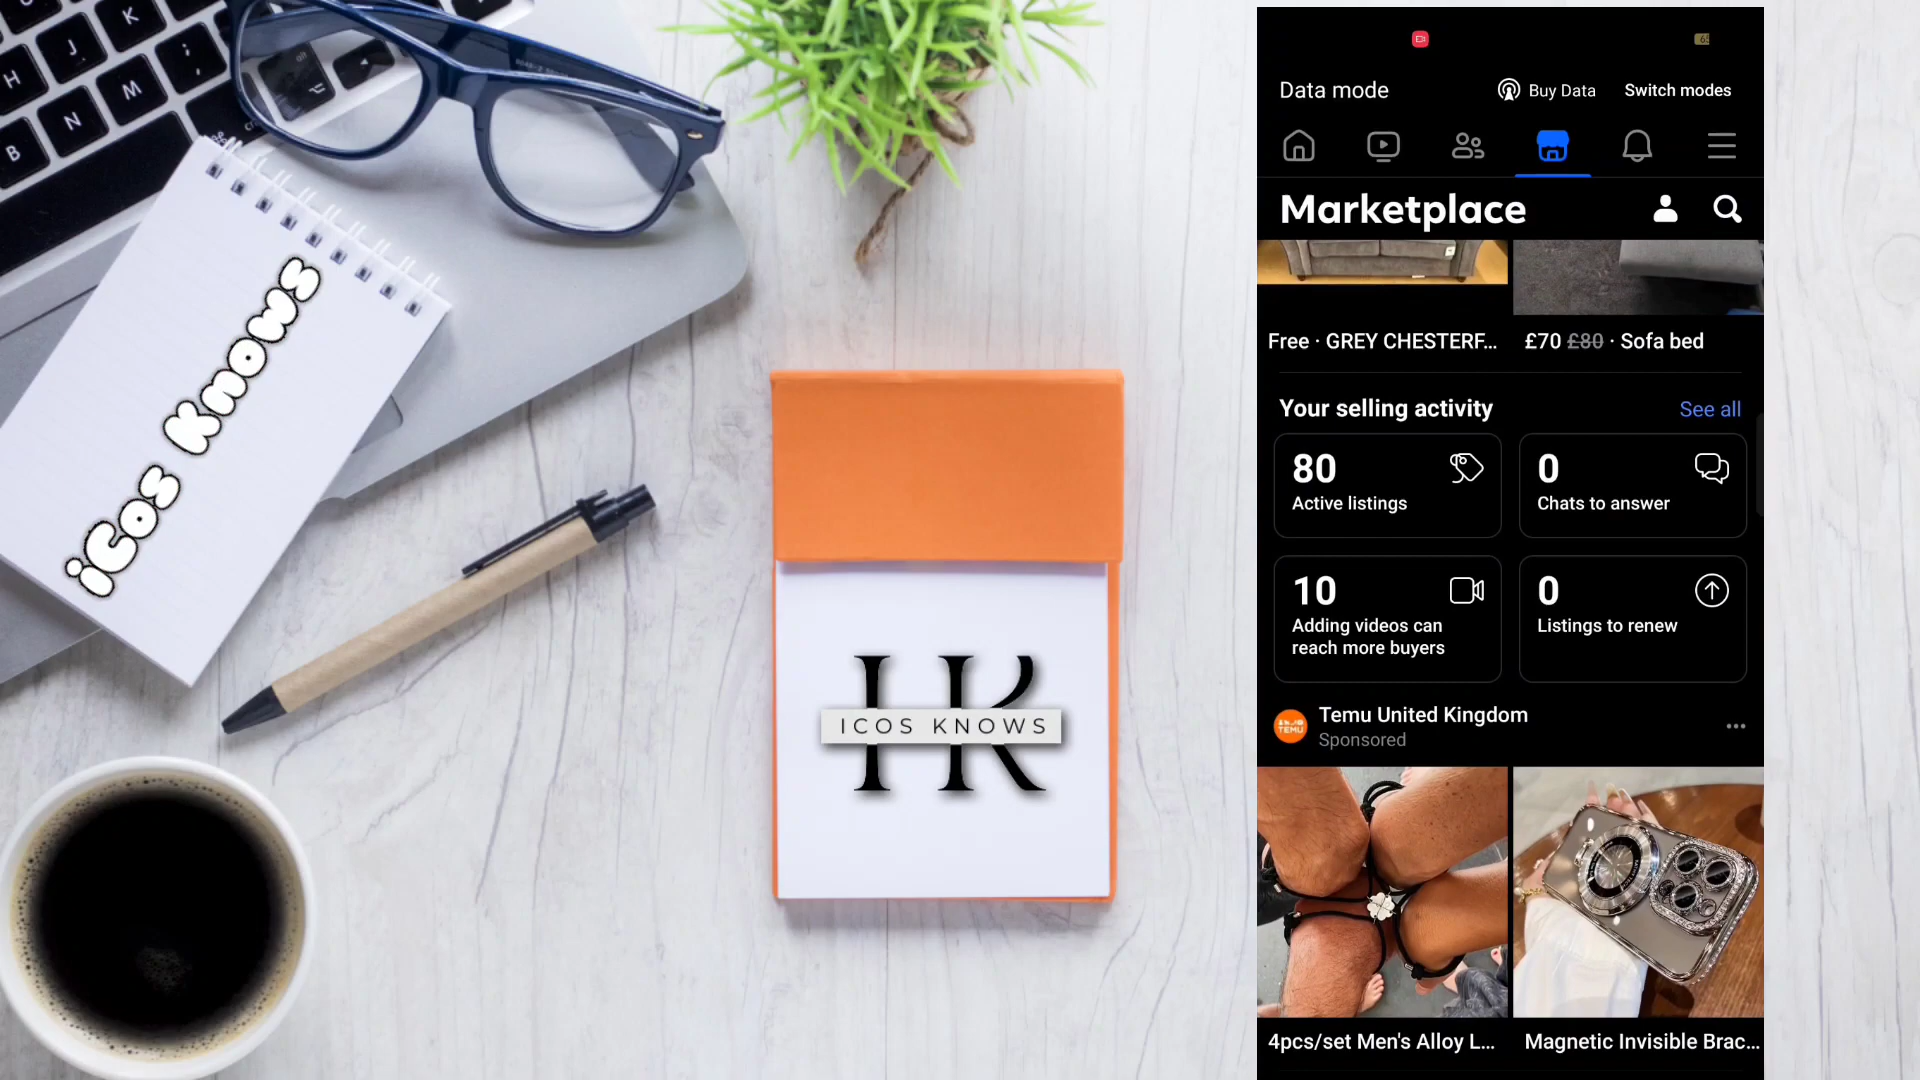 K
J
H
;
M
N
B
alt
iCos Knows
ICOS KNOWS
Data mode
Buy Data
Switch modes
Marketplace
Free · GREY CHESTERF...
£70 £80 · Sofa bed
Your selling activity
See all
80
Active listings
0
Chats to answer
10
Adding videos can
reach more buyers
0
Listings to renew
TEMU
Temu United Kingdom
Sponsored
4pcs/set Men's Alloy L...
Magnetic Invisible Brac...